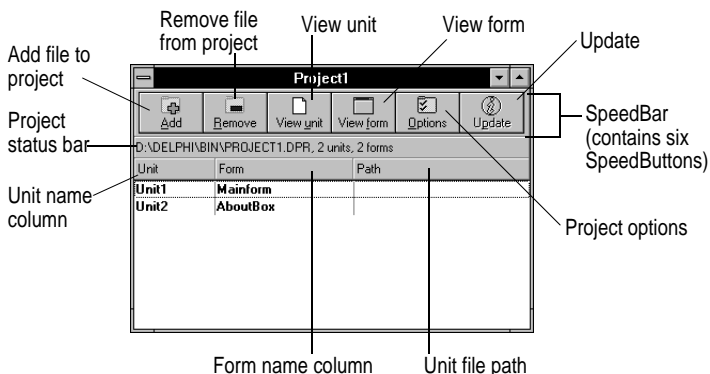 Remove file
from project
View unit
View form
Update
Add file to
project
Project1
Add
Remove
View unit
View form
Options
Update
SpeedBar
(contains six
SpeedButtons)
Project
status bar
D:\DELPHI\BIN\PROJECT1.DPR, 2 units, 2 forms
Unit Form Path
Unit name
column
Unit1 Mainform
Unit2 AboutBox
Project options
Form name column
Unit file path